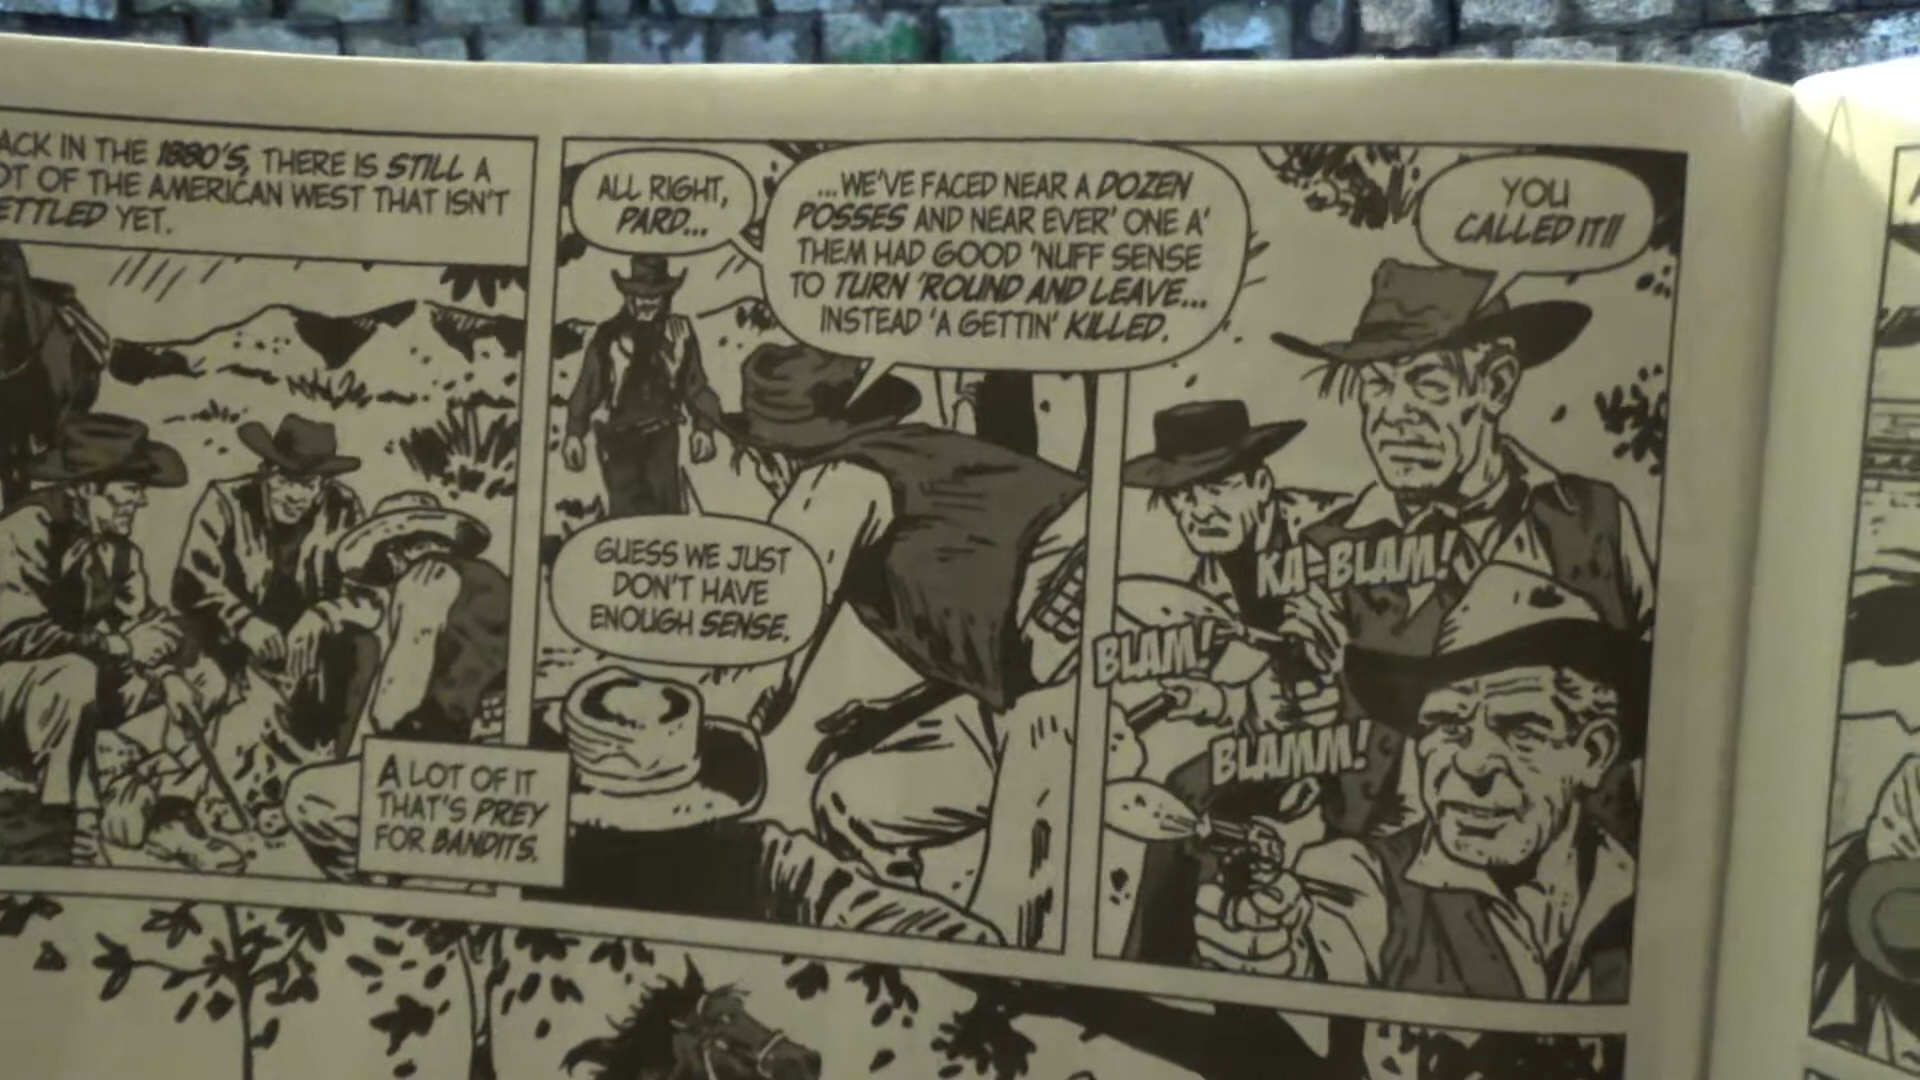 ACK IN THE 1880'S, THERE IS STILL A
OT OF THE AMERICAN WEST THAT ISN'T
ETTLED YET.
A LOT OF IT
THAT'S PREY
FOR BANDITS.
ALL RIGHT,
PARD...
...WE'VE FACED NEAR A DOZEN
POSSES AND NEAR EVER' ONE A'
THEM HAD GOOD 'NUFF SENSE
TO TURN 'ROUND AND LEAVE...
INSTEAD 'A GETTIN' KILLED.
GUESS WE JUST
DON'T HAVE
ENOUGH SENSE.
YOU
CALLED IT!!
KA-BLAM!
BLAM!
BLAMM!